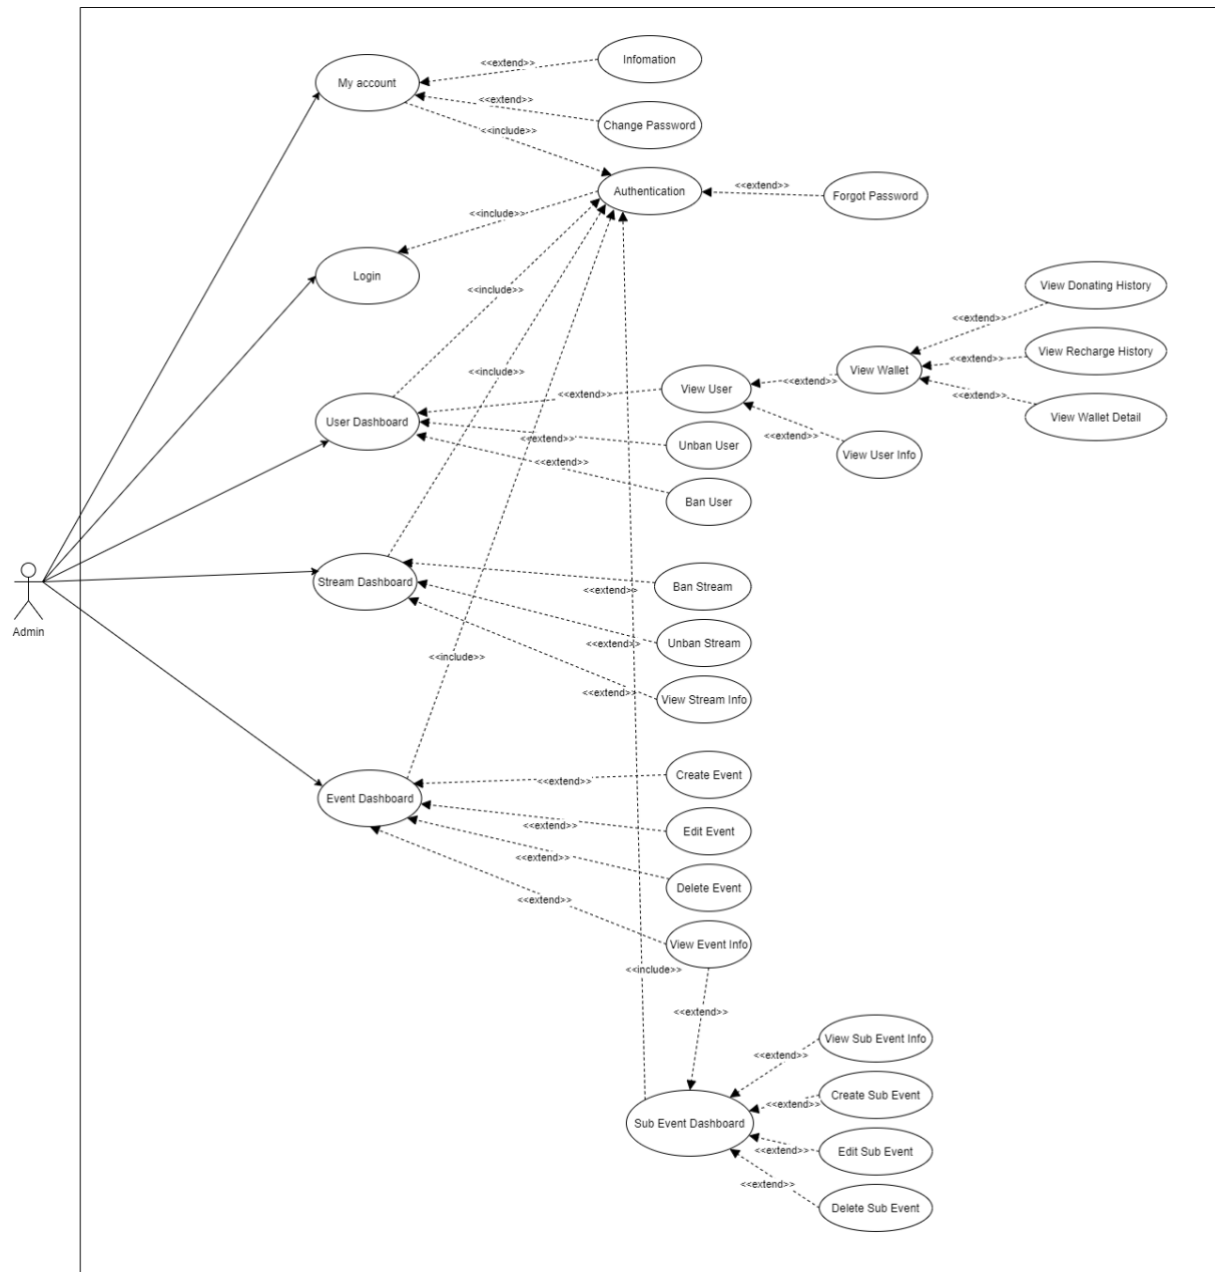 Infomation
<<extend>>
My account
<<extend>>
Change Password
<<include>>
Authentication
<<extend>>
Forgot Password
<<include>>
Login
<<include>>
View Donating History
<<extend>>
View Recharge History
<<include>>
<<extend>>
View Wallet
<<extend>>
View User
<<extend>>
<<extend>>
View Wallet Detail
User Dashboard
<<extend>>
<<extend>>
Unban User
<<extend>>
View User Info
<<extend>>
Ban User
Stream Dashboard
<<extend>>
Ban Stream
Admin
<<extend>>
Unban Stream
<<include>>
<<extend>>
View Stream Info
Create Event
<<extend>>
Event Dashboard
<<extend>>
Edit Event
<<extend>>
Delete Event
<<extend>>
View Event Info
<<include>>
<<extend>>
View Sub Event Info
<<extend>>
Create Sub Event
<<extend>>
Sub Event Dashboard
Edit Sub Event
<<extend>>
<<extend>>
Delete Sub Event